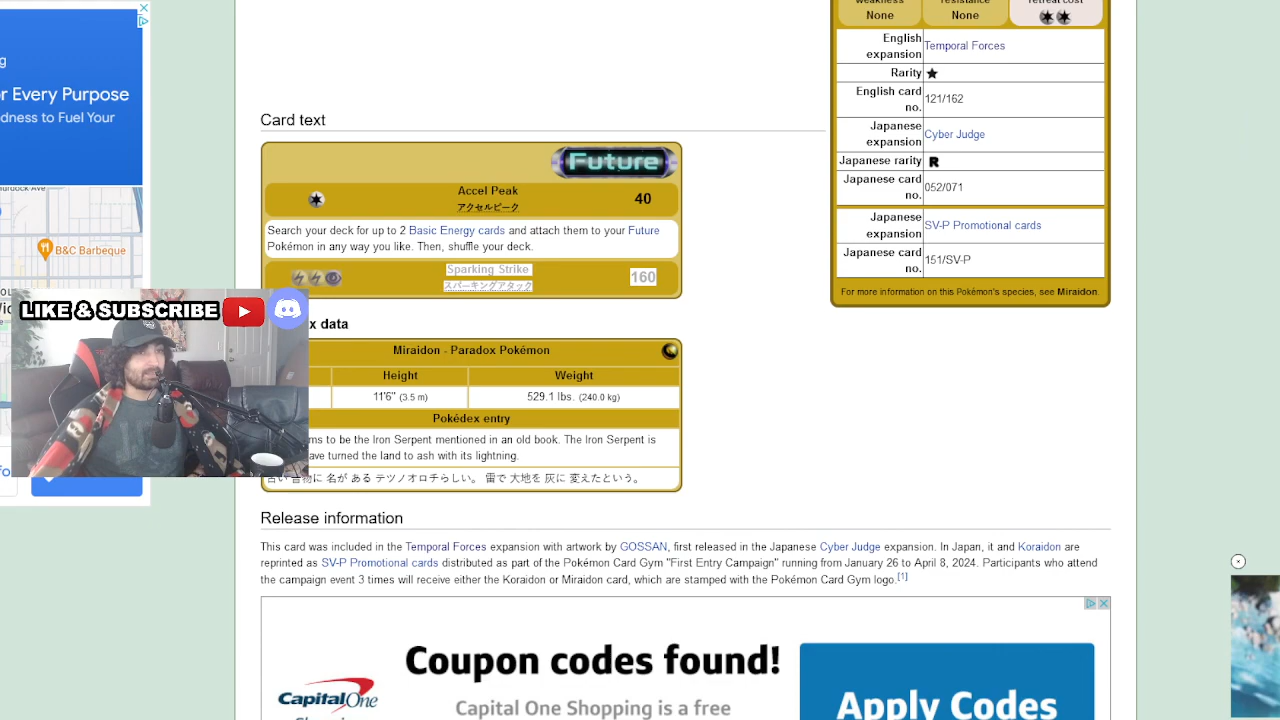 weakness
resistance
retreat cost
None
None
English expansion
Temporal Forces
Rarity ★
English card no.
121/162
Japanese expansion
Cyber Judge
Japanese rarity R
Japanese card no.
052/071
Japanese expansion
SV-P Promotional cards
Japanese card no.
151/SV-P
For more information on this Pokémon's species, see Miraidon.
or Every Purpose
dness to Fuel Your
B&C Barbeque
LIKE & SUBSCRIBE
Card text
Future
Accel Peak 40
アクセルピーク
Search your deck for up to 2 Basic Energy cards and attach them to your Future
Pokémon in any way you like. Then, shuffle your deck.
Sparking Strike 160
スパーキングアタック
x data
Miraidon - Paradox Pokémon
Height
Weight
11'6" (3.5 m)
529.1 lbs. (240.0 kg)
Pokédex entry
ms to be the Iron Serpent mentioned in an old book. The Iron Serpent is
ave turned the land to ash with its lightning.
名が ある テツノオロチらしい。 雷で 大地を 灰に 変えたという。
Release information
This card was included in the Temporal Forces expansion with artwork by GOSSAN, first released in the Japanese Cyber Judge expansion. In Japan, it and Koraidon are
reprinted as SV-P Promotional cards distributed as part of the Pokémon Card Gym "First Entry Campaign" running from January 26 to April 8, 2024. Participants who attend
the campaign event 3 times will receive either the Koraidon or Miraidon card, which are stamped with the Pokémon Card Gym logo.[1]
Coupon codes found!
Capital One
Capital One Shopping is a free
Apply Codes